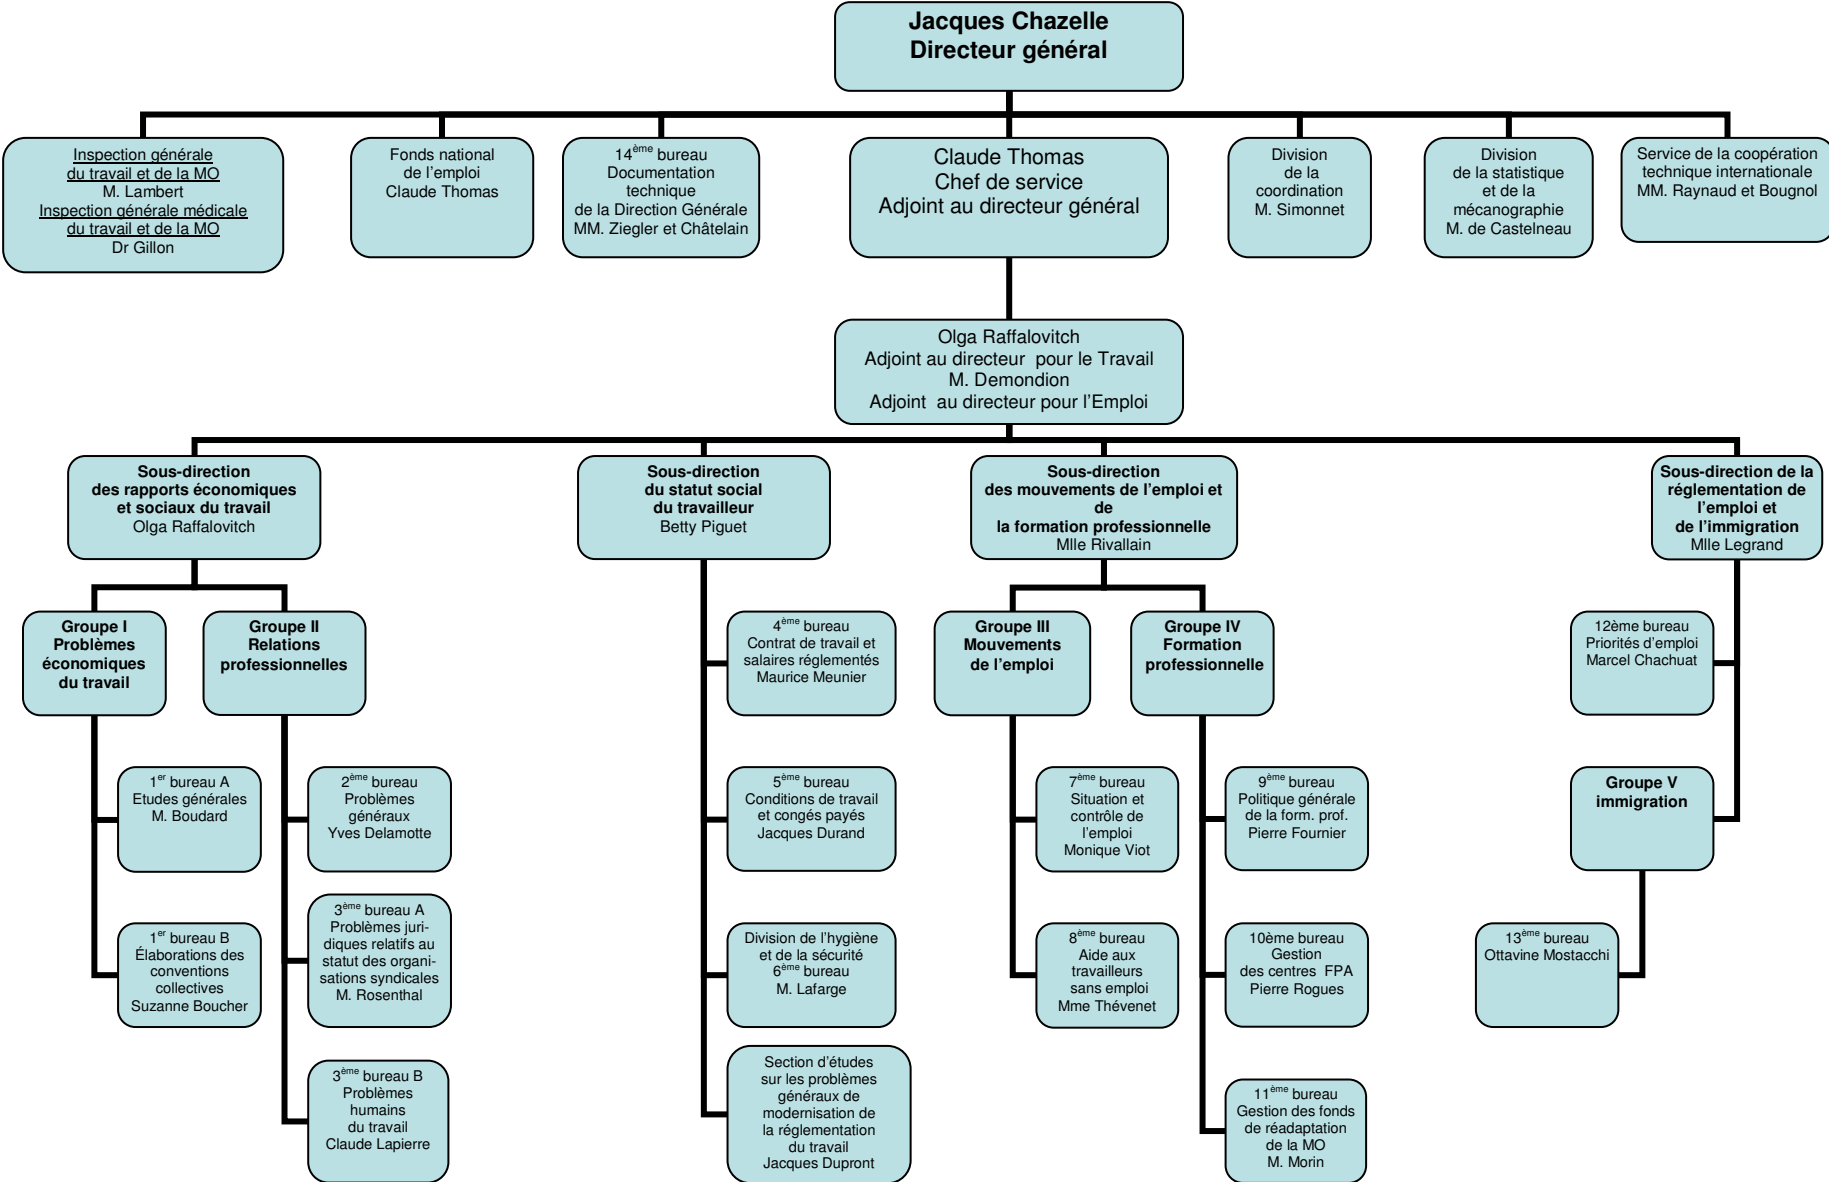 Jacques Chazelle
Directeur général
Inspection générale
du travail et de la MO
M. Lambert
Inspection générale médicale
du travail et de la MO
Dr Gillon
Fonds national
de l'emploi
Claude Thomas
14ème bureau
Documentation
technique
de la Direction Générale
MM. Ziegler et Châtelain
Claude Thomas
Chef de service
Adjoint au directeur général
Division
de la
coordination
M. Simonnet
Division
de la statistique
et de la
mécanographie
M. de Castelneau
Service de la coopération
technique internationale
MM. Raynaud et Bougnol
Olga Raffalovitch
Adjoint au directeur pour le Travail
M. Demondion
Adjoint au directeur pour l'Emploi
Sous-direction
des rapports économiques
et sociaux du travail
Olga Raffalovitch
Sous-direction
du statut social
du travailleur
Betty Piguet
Sous-direction
des mouvements de l'emploi et
de
la formation professionnelle
Mlle Rivallain
Sous-direction de la
réglementation de
l'emploi et
de l'immigration
Mlle Legrand
Groupe I
Problèmes
économiques
du travail
Groupe II
Relations
professionnelles
4ème bureau
Contrat de travail et
salaires réglementés
Maurice Meunier
Groupe III
Mouvements
de l'emploi
Groupe IV
Formation
professionnelle
12ème bureau
Priorités d'emploi
Marcel Chachuat
1er bureau A
Etudes générales
M. Boudard
2ème bureau
Problèmes
généraux
Yves Delamotte
5ème bureau
Conditions de travail
et congés payés
Jacques Durand
7ème bureau
Situation et
contrôle de
l'emploi
Monique Viot
9ème bureau
Politique générale
de la form. prof.
Pierre Fournier
Groupe V
immigration
1er bureau B
Élaborations des
conventions
collectives
Suzanne Boucher
3ème bureau A
Problèmes juri-
diques relatifs au
statut des organi-
sations syndicales
M. Rosenthal
Division de l'hygiène
et de la sécurité
6ème bureau
M. Lafarge
8ème bureau
Aide aux
travailleurs
sans emploi
Mme Thévenet
10ème bureau
Gestion
des centres FPA
Pierre Rogues
13ème bureau
Ottavine Mostacchi
3ème bureau B
Problèmes
humains
du travail
Claude Lapierre
Section d'études
sur les problèmes
généraux de
modernisation de
la réglementation
du travail
Jacques Dupront
11ème bureau
Gestion des fonds
de réadaptation
de la MO
M. Morin